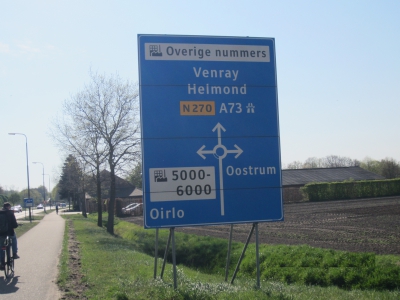 Overige nummers
Venray
Helmond
N270 A73
Oostrum
5000-
6000
Oirlo